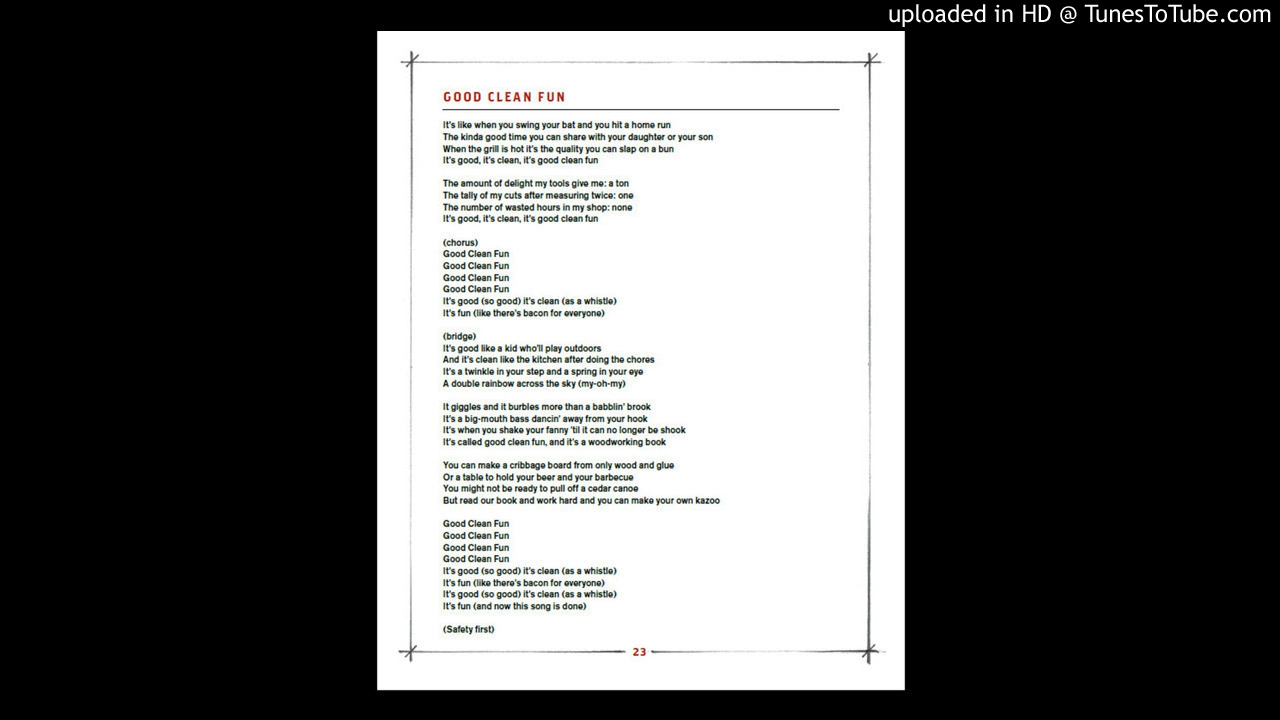 uploaded in HD @ TunesToTube.com
GOOD CLEAN FUN
It's like when you swing your bat and you hit a home run
The kinda good time you can share with your daughter or your son
When the grill is hot it's the quality you can slap on a bun
It's good, it's clean, it's good clean fun
The amount of delight my tools give me: a ton
The tally of my cuts after measuring twice: one
The number of wasted hours in my shop: none
It's good, it's clean, it's good clean fun
(chorus)
Good Clean Fun
Good Clean Fun
Good Clean Fun
Good Clean Fun
It's good (so good) it's clean (as a whistle)
It's fun (like there's bacon for everyone)
(bridge)
It's good like a kid who'll play outdoors
And it's clean like the kitchen after doing the chores
It's a twinkle in your step and a spring in your eye
A double rainbow across the sky (my-oh-my)
It giggles and it burbles more than a babblin' brook
It's a big-mouth bass dancin' away from your hook
It's when you shake your fanny 'til it can no longer be shook
It's called good clean fun, and it's a woodworking book
You can make a cribbage board from only wood and glue
Or a table to hold your beer and your barbecue
You might not be ready to pull off a cedar canoe
But read our book and work hard and you can make your own kazoo
Good Clean Fun
Good Clean Fun
Good Clean Fun
Good Clean Fun
It's good (so good) it's clean (as a whistle)
It's fun (like there's bacon for everyone)
It's good (so good) it's clean (as a whistle)
It's fun (and now this song is done)
(Safety first)
23